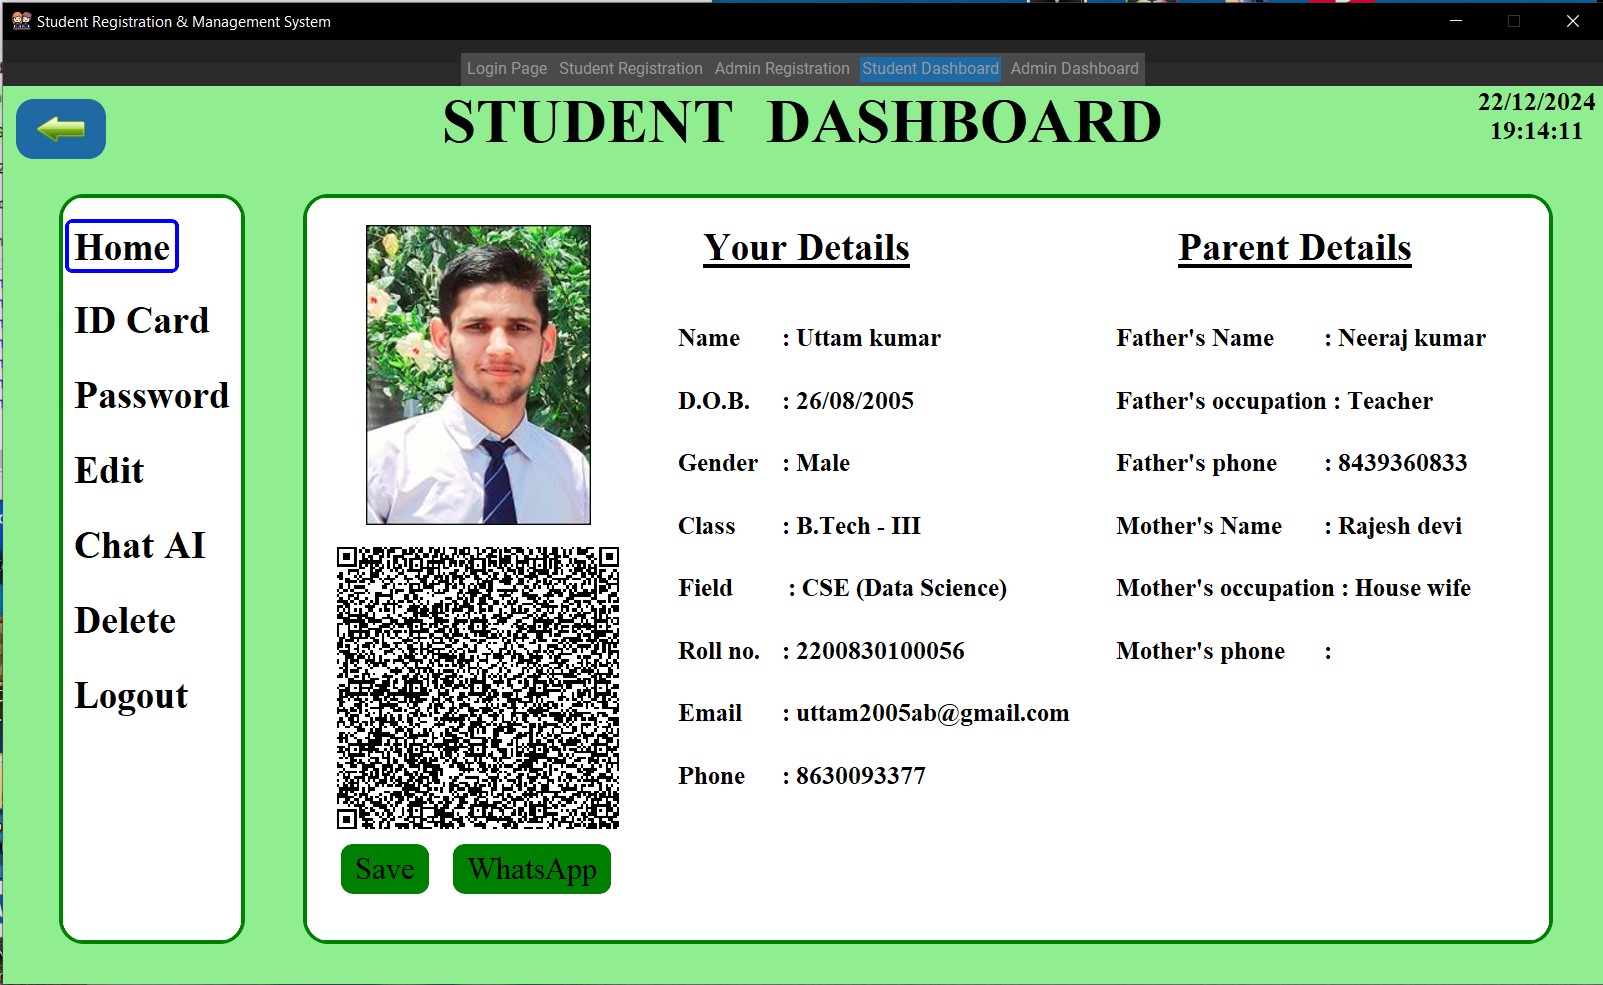 Student Registration & Management System
Login Page Student Registration Admin Registration Student Dashboard Admin Dashboard
STUDENT DASHBOARD
22/12/2024
19:14:11
Home
ID Card
Password
Edit
Chat AI
Delete
Logout
Save WhatsApp
Your Details
Name : Uttam kumar
D.O.B. : 26/08/2005
Gender : Male
Class : B.Tech - III
Field : CSE (Data Science)
Roll no. : 2200830100056
Email : uttam2005ab@gmail.com
Phone : 8630093377
Parent Details
Father's Name : Neeraj kumar
Father's occupation : Teacher
Father's phone : 8439360833
Mother's Name : Rajesh devi
Mother's occupation : House wife
Mother's phone :